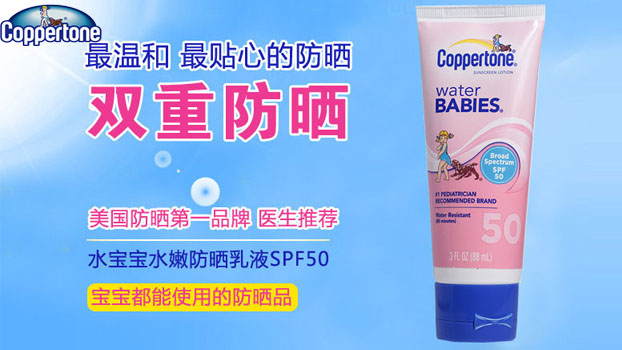 Coppertone
最温和 最贴心的防晒
双重防晒
美国防晒第一品牌 医生推荐
水宝宝水嫩防晒乳液SPF50
宝宝都能使用的防晒品
Coppertone
SUNSCREEN LOTION
water
BABIES®
Broad
Spectrum
SPF
50
#1 PEDIATRICIAN
RECOMMENDED BRAND
Water Resistant
(80 minutes)
50
3 FL OZ (88 mL)